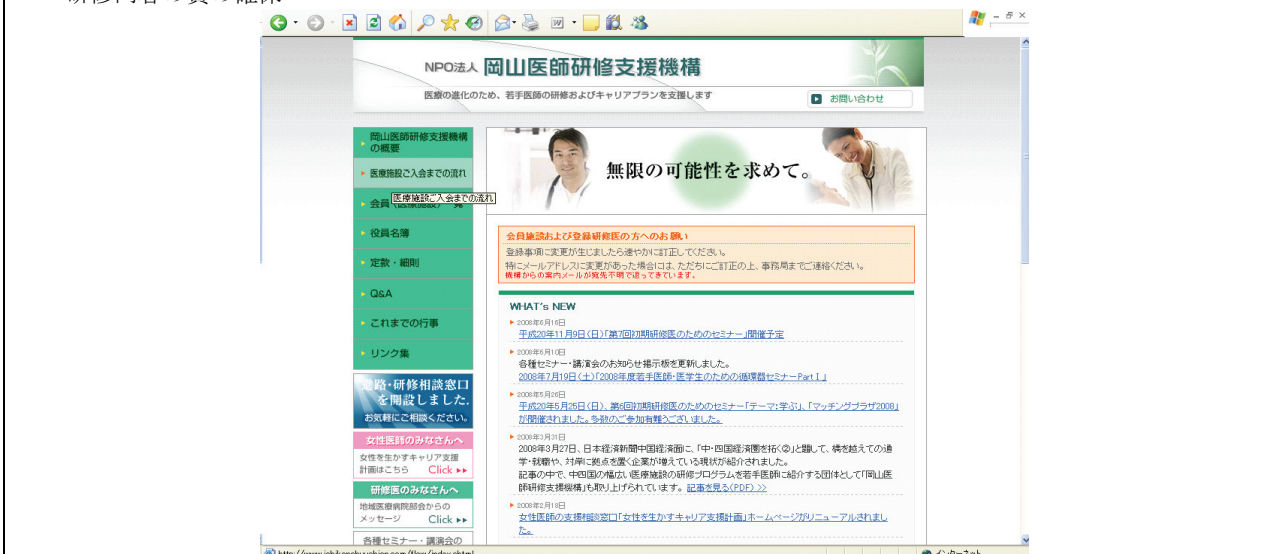 NPO法人 岡山医師研修支援機構
医療の進化のため、若手医師の研修およびキャリアプランを支援します
お問い合わせ
岡山医師研修支援機構
の概要
医療施設ご入会までの流れ
医療施設ご入会までの流れ
役員名簿
定款・細則
Q&A
これまでの行事
リンク集
を開設しました。
お気軽にご相談ください。
女性医師のみなさんへ
女性を生かすキャリア支援
計画はこちら Click
研修医のみなさんへ
地域医療病院部会からの
メッセージ Click
各種セミナー・講演会の
無限の可能性を求めて。
会員施設および登録研修医の方へのお願い
登録事項に変更が生じましたら速やかに訂正してください。
特にメールアドレスに変更があった場合には、ただちにご訂正の上、事務局までご連絡ください。
機構からの案内メールが宛先不明で返ってきています。
WHAT's NEW
2008年6月16日
平成20年11月9日(日)「第7回初期研修医のためのセミナー」開催予定
2008年6月10日
各種セミナー・講演会のお知らせ掲示板を更新しました。
2008年7月19日(土)「2008年度若手医師・医学生のための循環器セミナーPart I」
2008年5月26日
平成20年5月25日(日)、第6回初期研修医のためのセミナー「テーマ:学ぶ」、「マッチングプラザ2008」
が開催されました。多数のご参加有難うございました。
2008年3月31日
2008年3月27日、日本経済新聞中国経済面に、「中・四国経済圏を拓く②」と題して、橋を越えての通
学・就職や、対岸に拠点を置く企業が増えている現状が紹介されました。
記事の中で、中四国の幅広い医療施設の研修プログラムを若手医師に紹介する団体として「岡山医
師研修支援機構」も取り上げられています。 記事を見る(PDF) >>
2008年2月18日
女性医師の支援相談窓口「女性を生かすキャリア支援計画」ホームページがリニューアルされまし
た。